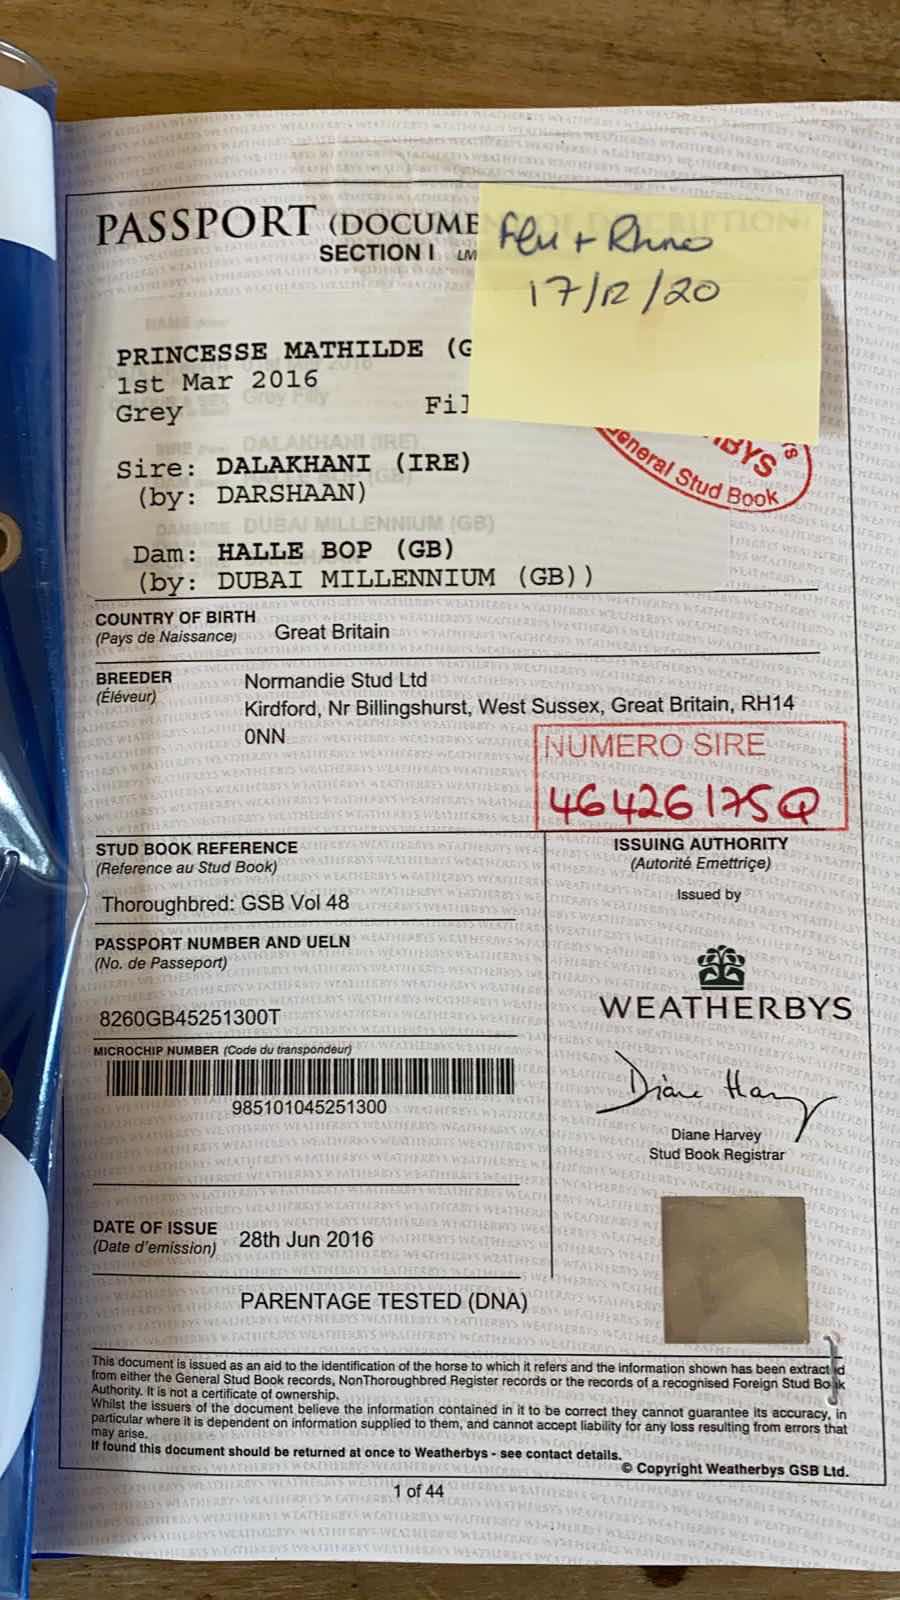 PASSPORT (DOCUME
SECTION I LM
Flu + Rhino
17/12/20
PRINCESSE MATHILDE (G
1st Mar 2016
Grey Fil
Sire: DALAKHANI (IRE)
(by: DARSHAAN)
Dam: HALLE BOP (GB)
(by: DUBAI MILLENNIUM (GB))
General Stud Book
COUNTRY OF BIRTH
(Pays de Naissance) Great Britain
BREEDER
(Éléveur)
Normandie Stud Ltd
Kirdford, Nr Billingshurst, West Sussex, Great Britain, RH14
0NN
NUMERO SIRE
46426175Q
STUD BOOK REFERENCE
(Reference au Stud Book)
Thoroughbred: GSB Vol 48
PASSPORT NUMBER AND UELN
(No. de Passeport)
8260GB45251300T
MICROCHIP NUMBER (Code du transpondeur)
985101045251300
ISSUING AUTHORITY
(Autorité Emettriçe)
Issued by
WEATHERBYS
Diane Harvey
Diane Harvey
Stud Book Registrar
DATE OF ISSUE
(Date d'emission) 28th Jun 2016
PARENTAGE TESTED (DNA)
This document is issued as an aid to the identification of the horse to which it refers and the information shown has been extracted
from either the General Stud Book records, NonThoroughbred Register records or the records of a recognised Foreign Stud Book
Authority. It is not a certificate of ownership.
Whilst the issuers of the document believe the information contained in it to be correct they cannot guarantee its accuracy, in
particular where it is dependent on information supplied to them, and cannot accept liability for any loss resulting from errors that
may arise.
If found this document should be returned at once to Weatherbys - see contact details.
© Copyright Weatherbys GSB Ltd.
1 of 44